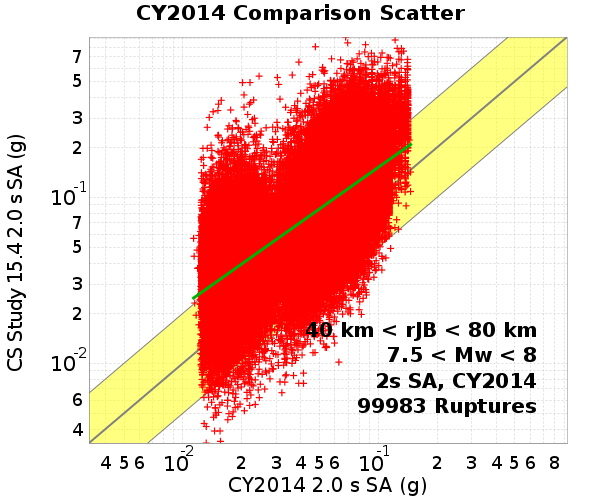 CY2014 Comparison Scatter
CS Study 15.4 2.0 s SA (g)
7
5
3
2
10-1
7
5
3
2
10-2
6
4
40 km < rJB < 80 km
7.5 < Mw < 8
2s SA, CY2014
99983 Ruptures
4 5 6 10-2 2 3 4 5 6 10-1 2 3 4 5 6 8
CY2014 2.0 s SA (g)